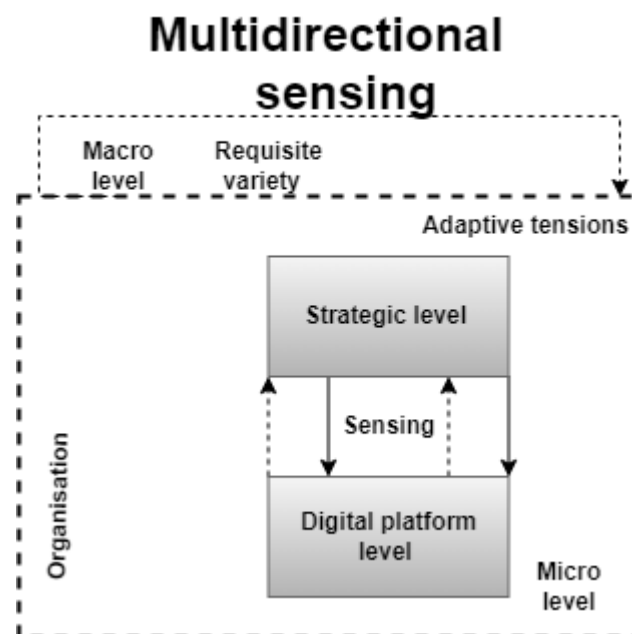 Multidirectional
sensing
Macro
level
Requisite
variety
Adaptive tensions
Strategic level
Sensing
Organisation
Digital platform
level
Micro
level